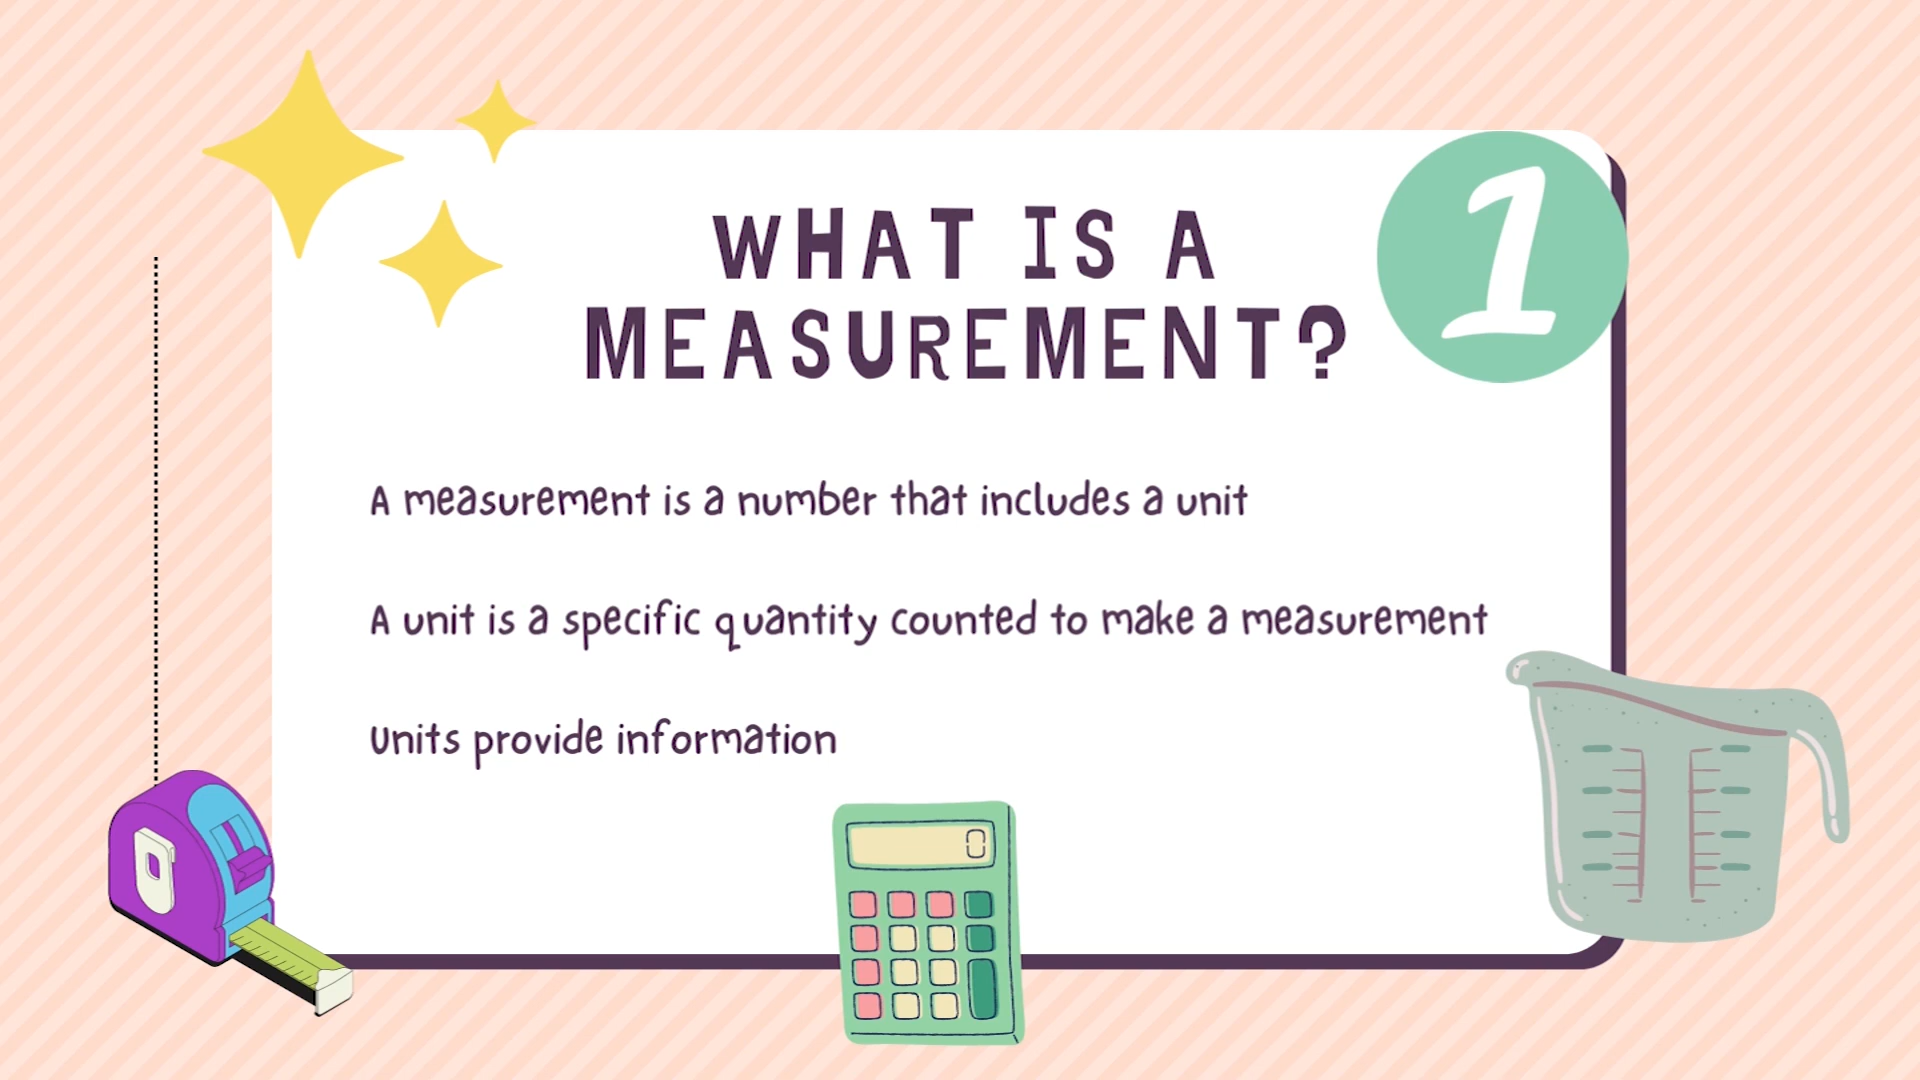 WHAT IS A
MEASUREMENT?
1
A measurement is a number that includes a unit
A unit is a specific quantity counted to make a measurement
Units provide information
0